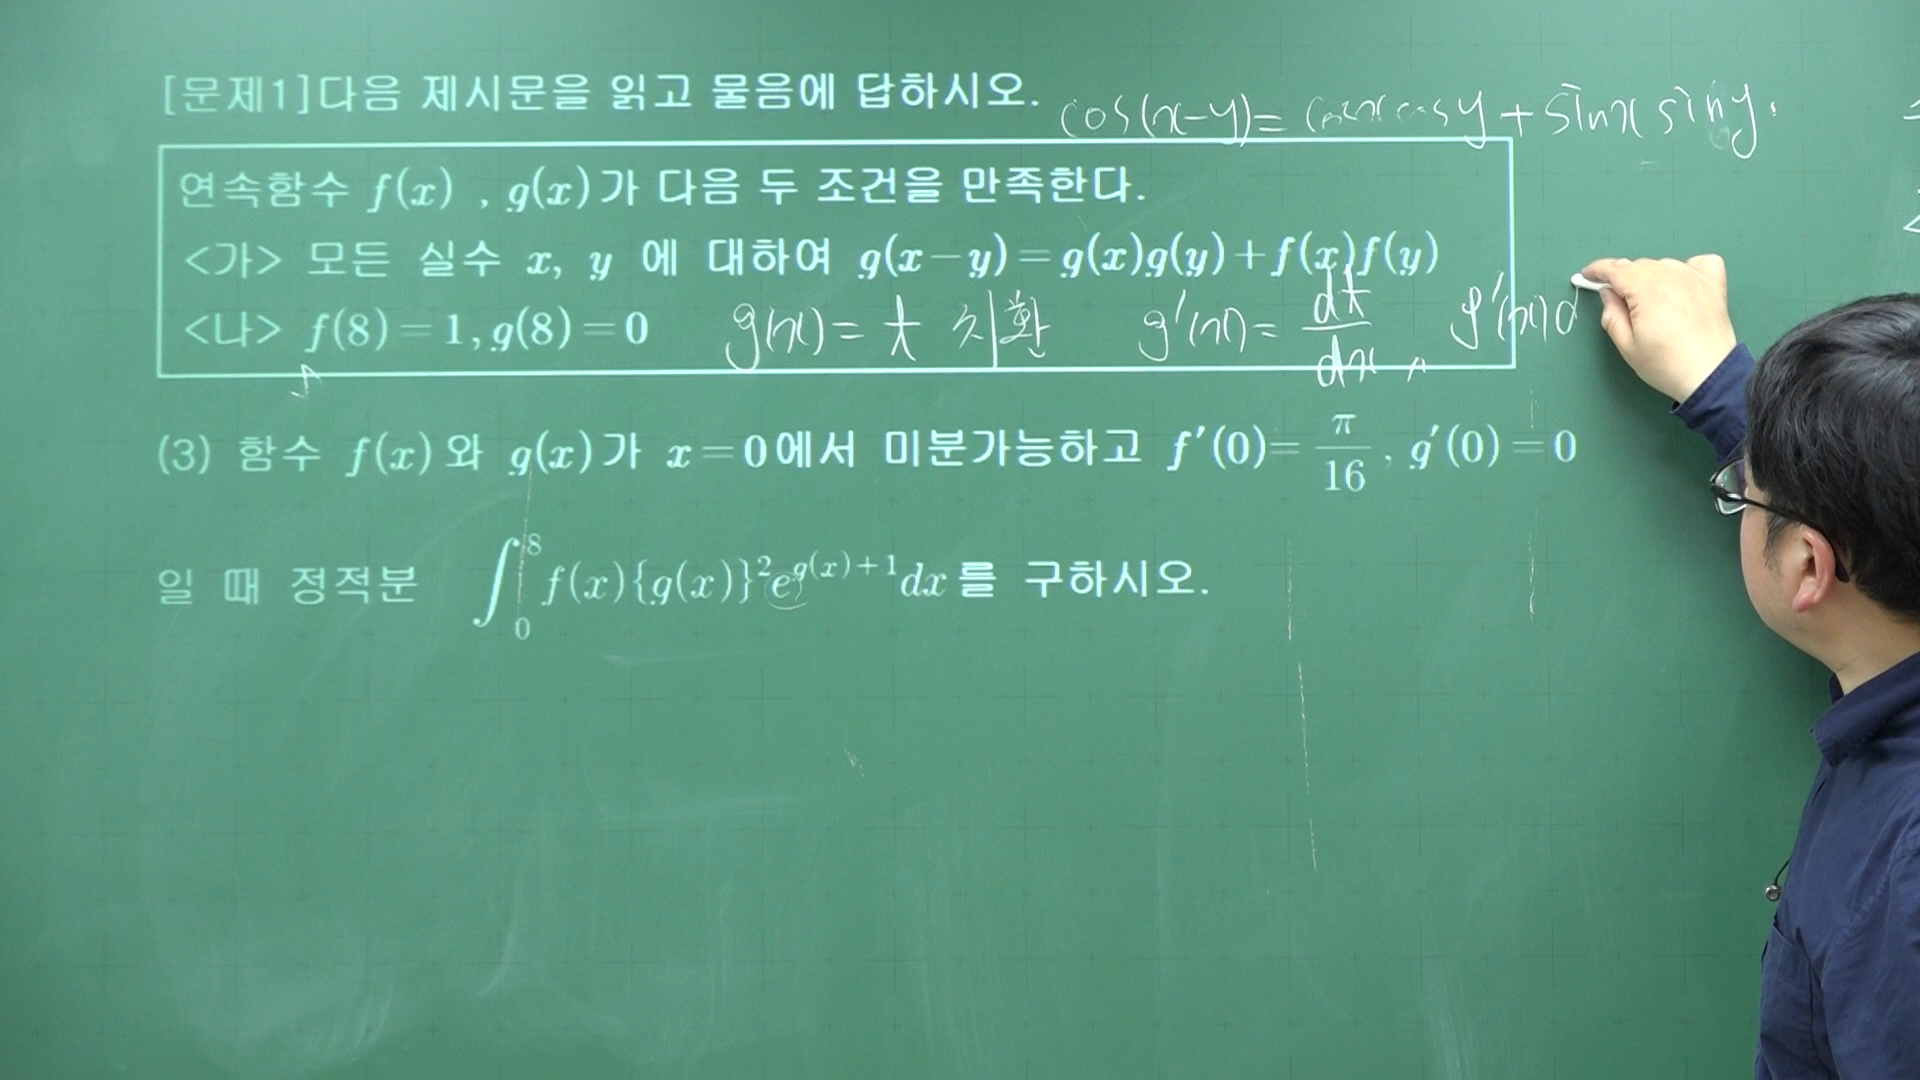 [문제1]다음 제시문을 읽고 물음에 답하시오.
cos(x-y)= cosxcosy+sinx siny.
연속함수 f(x) , g(x)가 다음 두 조건을 만족한다.
<가> 모든 실수 x, y 에 대하여 g(x-y)=g(x)g(y)+f(x)f(y)
<나> f(8)=1, g(8)=0
g(x)= t 치환 g'(x)= dt/dx g'(x)d
(3) 함수 f(x)와 g(x)가 x=0에서 미분가능하고 f'(0)= π/16 , g'(0)=0
일 때 정적분 ∫₀⁸ f(x){g(x)}²e^{g(x)+1}dx를 구하시오.